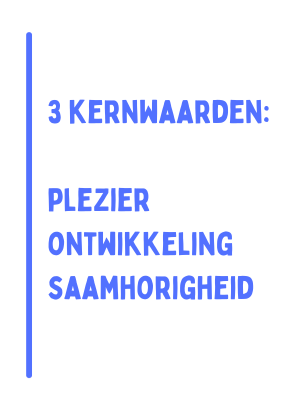 3 KERNWAARDEN:
PLEZIER
ONTWIKKELING
SAAMHORIGHEID